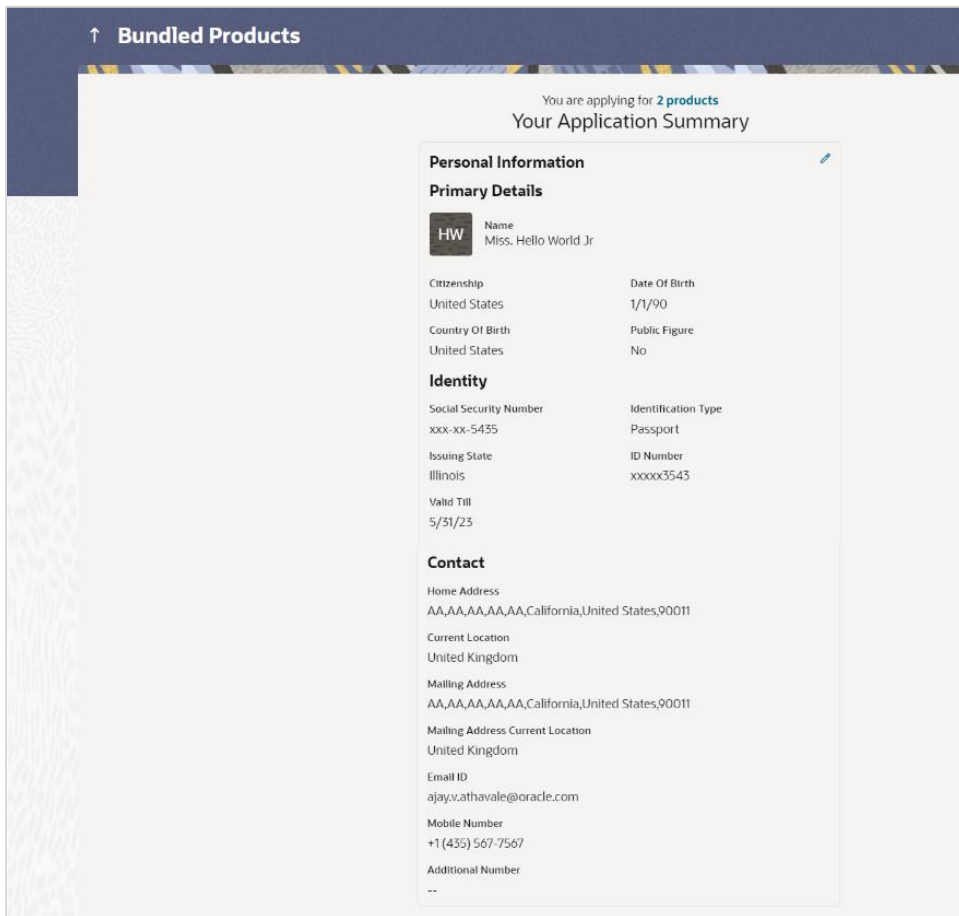 ↑ Bundled Products
You are applying for 2 products
Your Application Summary
Personal Information
Primary Details
HW
Name
Miss. Hello World Jr
Citizenship Date Of Birth
United States 1/1/90
Country Of Birth Public Figure
United States No
Identity
Social Security Number Identification Type
xxx-xx-5435 Passport
Issuing State ID Number
Illinois xxxxx3543
Valid Till
5/31/23
Contact
Home Address
AA,AA,AA,AA,AA,California,United States,90011
Current Location
United Kingdom
Mailing Address
AA,AA,AA,AA,AA,California,United States,90011
Mailing Address Current Location
United Kingdom
Email ID
ajay.v.athavale@oracle.com
Mobile Number
+1 (435) 567-7567
Additional Number
--